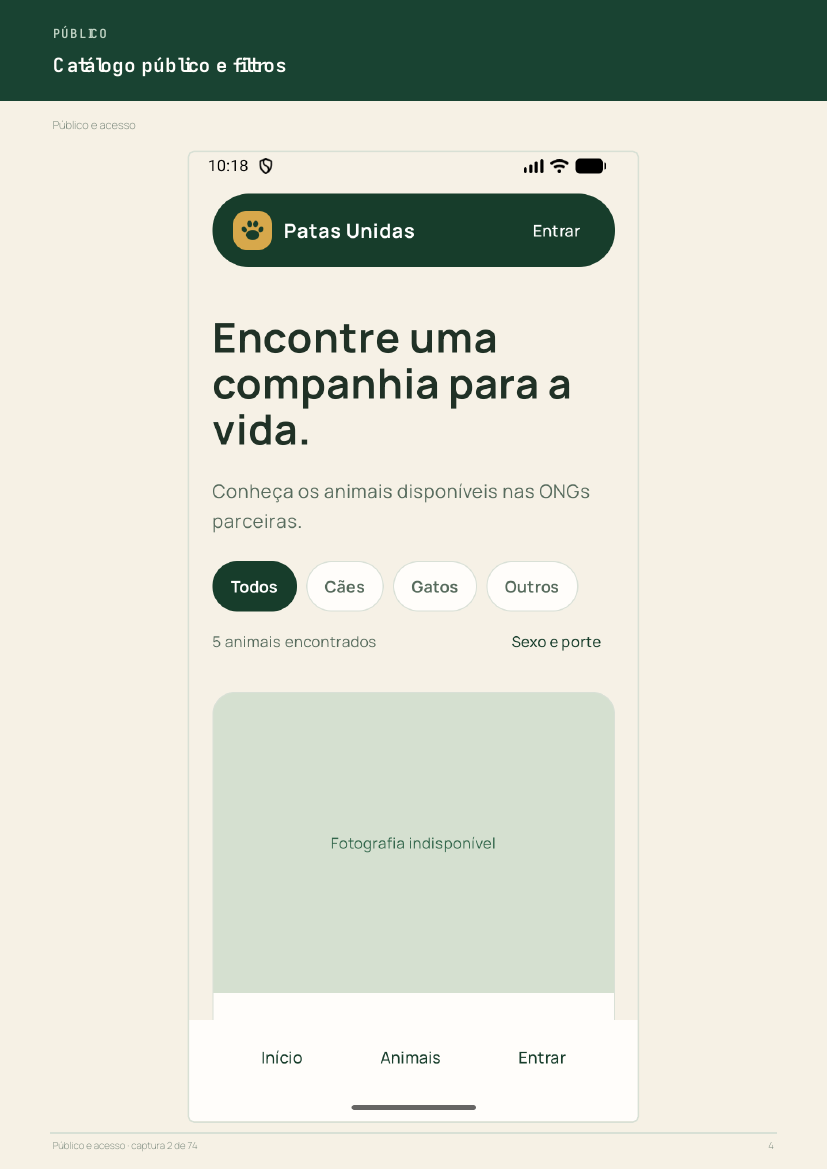 PÚBLICO
Catálogo público e filtros
Público e acesso
10:18
Patas Unidas
Entrar
Encontre uma
companhia para a
vida.
Conheça os animais disponíveis nas ONGs
parceiras.
Todos Cães Gatos Outros
5 animais encontrados Sexo e porte
Fotografia indisponível
Início Animais Entrar
Público e acesso · captura 2 de 74 4